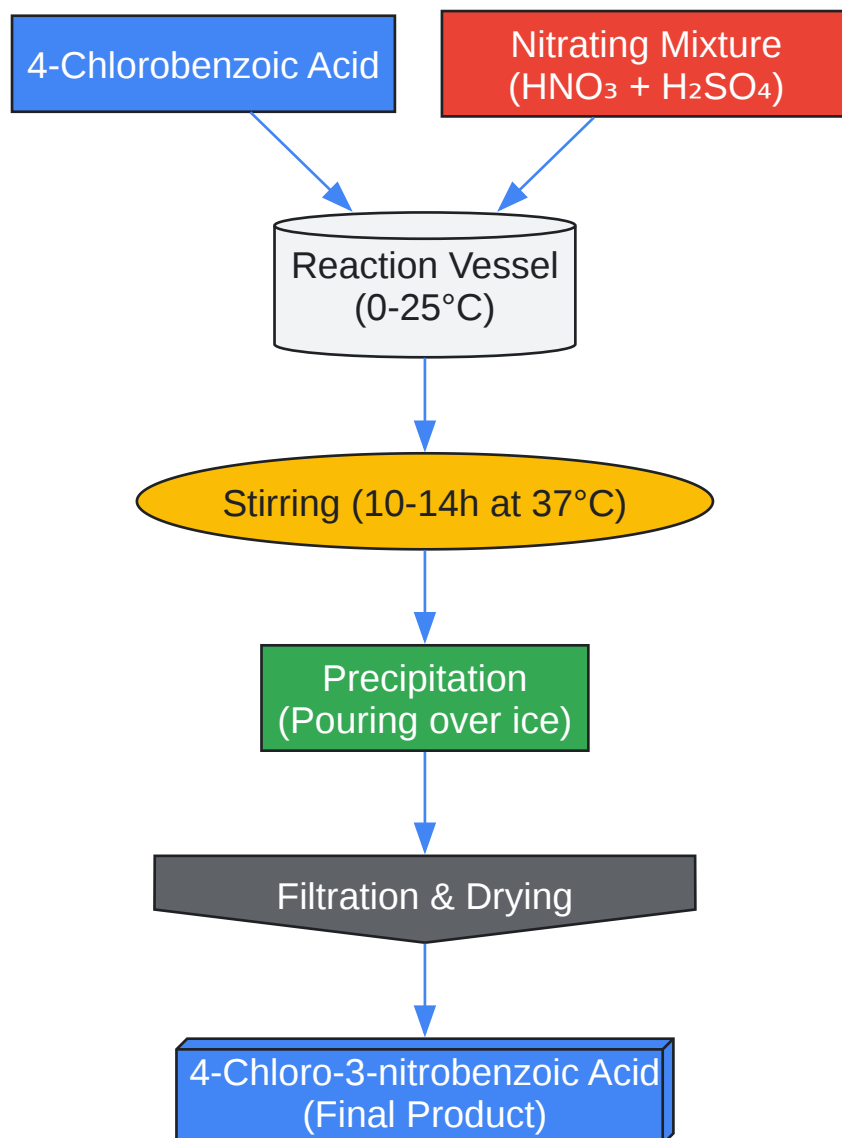 4-Chlorobenzoic Acid
Nitrating Mixture
(HNO₃ + H₂SO₄)
Reaction Vessel
(0-25°C)
Stirring (10-14h at 37°C)
Precipitation
(Pouring over ice)
Filtration & Drying
4-Chloro-3-nitrobenzoic Acid
(Final Product)